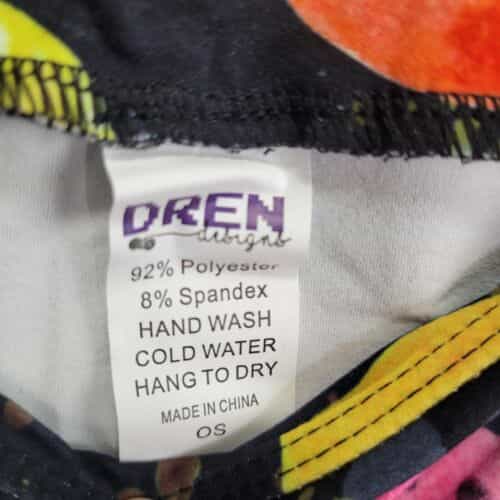 DREN
designs
92% Polyester
8% Spandex
HAND WASH
COLD WATER
HANG TO DRY
MADE IN CHINA
OS